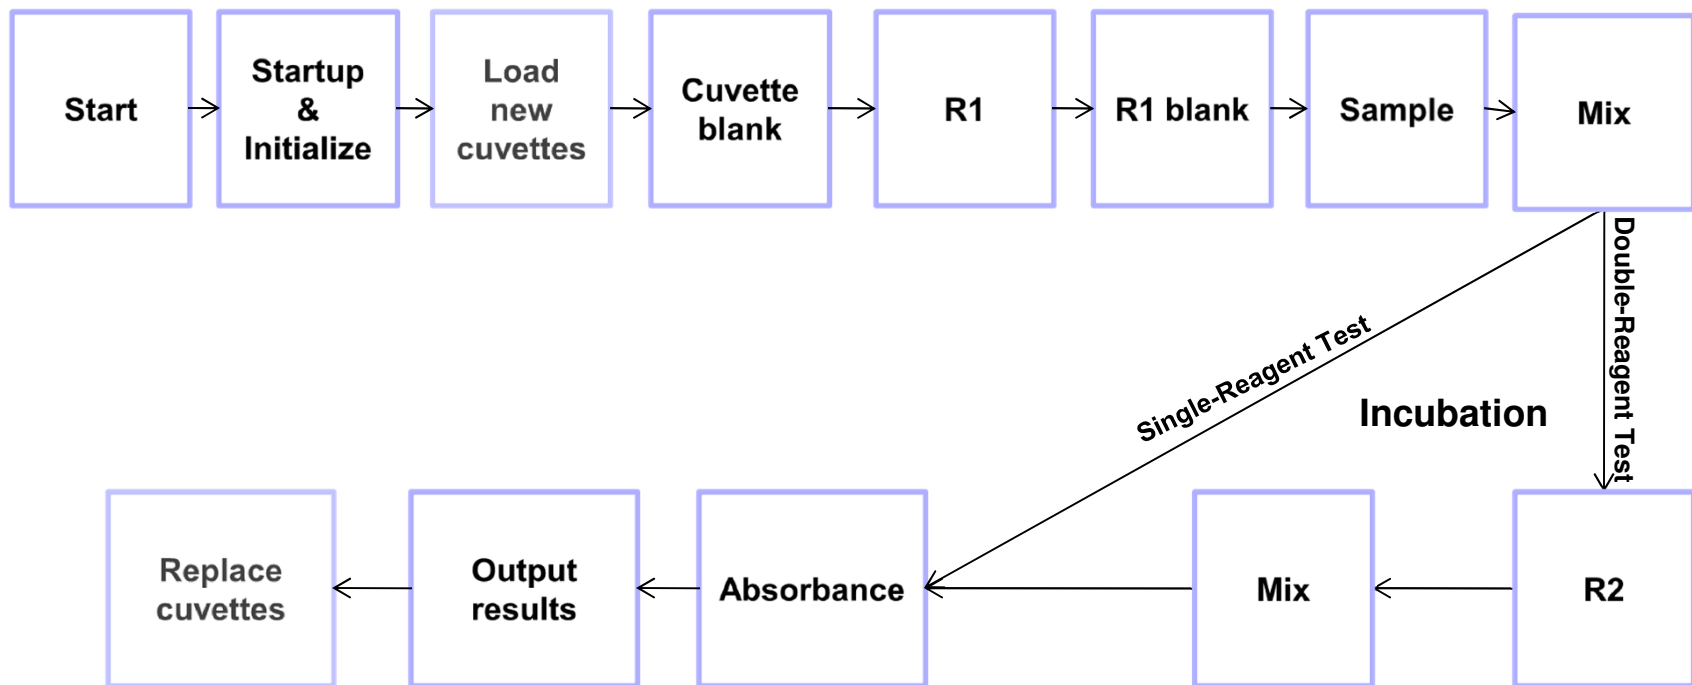 Start
Startup
&
Initialize
Load
new
cuvettes
Cuvette
blank
R1
R1 blank
Sample
Mix
Double-Reagent Test
Single-Reagent Test
Incubation
Replace
cuvettes
Output
results
Absorbance
Mix
R2